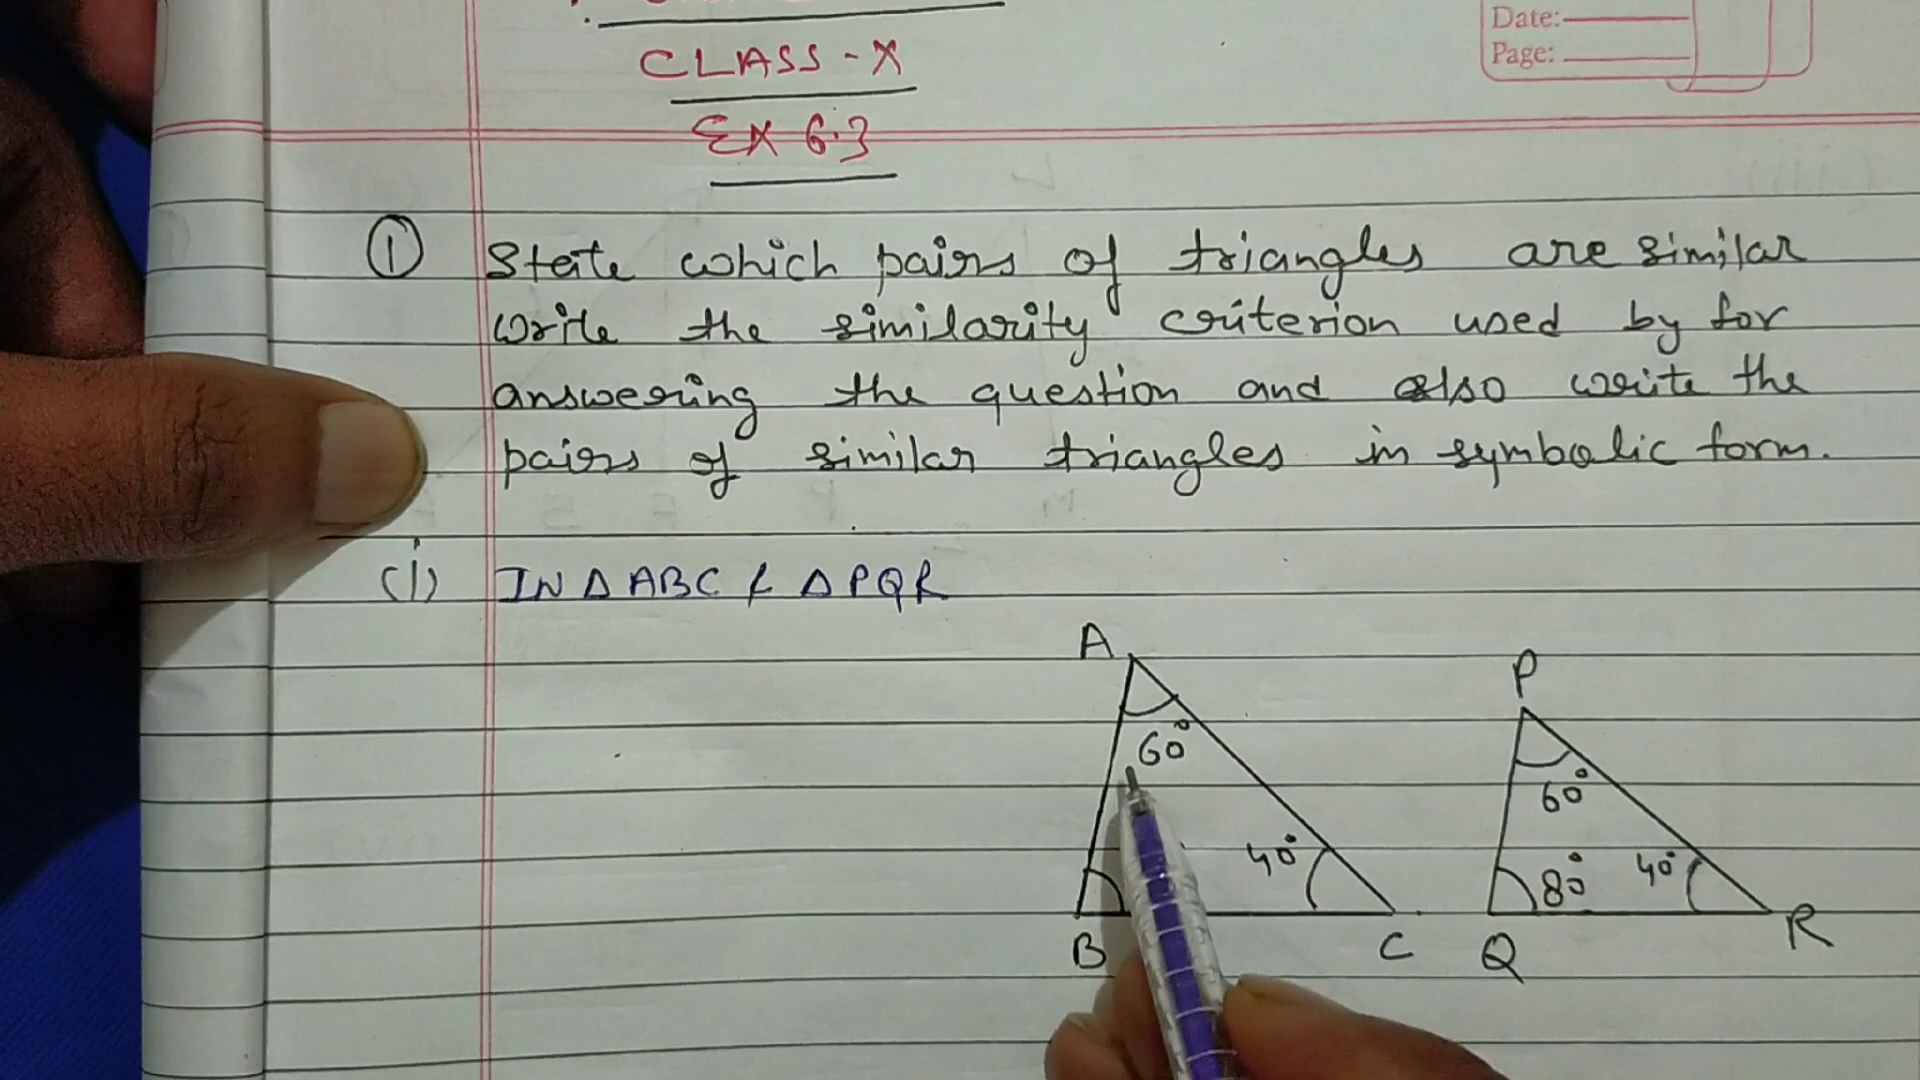 Date:
Page:
CLASS - X
EX 6.3
① State which pairs of triangles are similar
write the similarity criterion used by for
answering the question and also write the
pairs of similar triangles in symbolic form.
(i) IN Δ ABC & Δ PQR
A
P
60°
60°
40°
80°
40°
B
C
Q
R